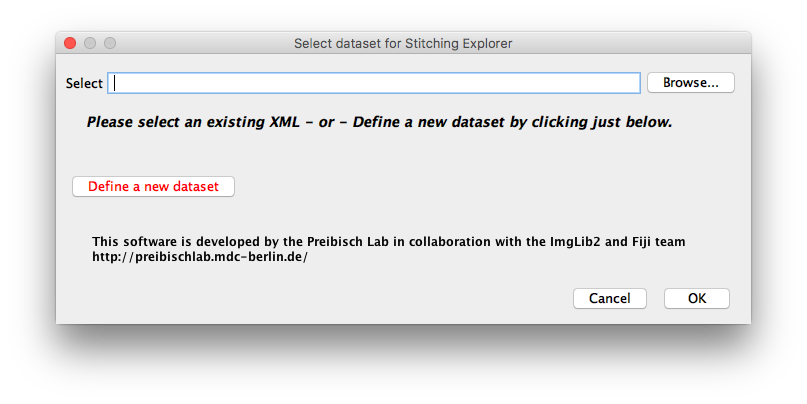 Select dataset for Stitching Explorer
Select Browse...
Please select an existing XML - or - Define a new dataset by clicking just below.
Define a new dataset
This software is developed by the Preibisch Lab in collaboration with the ImgLib2 and Fiji team
http://preibischlab.mdc-berlin.de/
Cancel OK